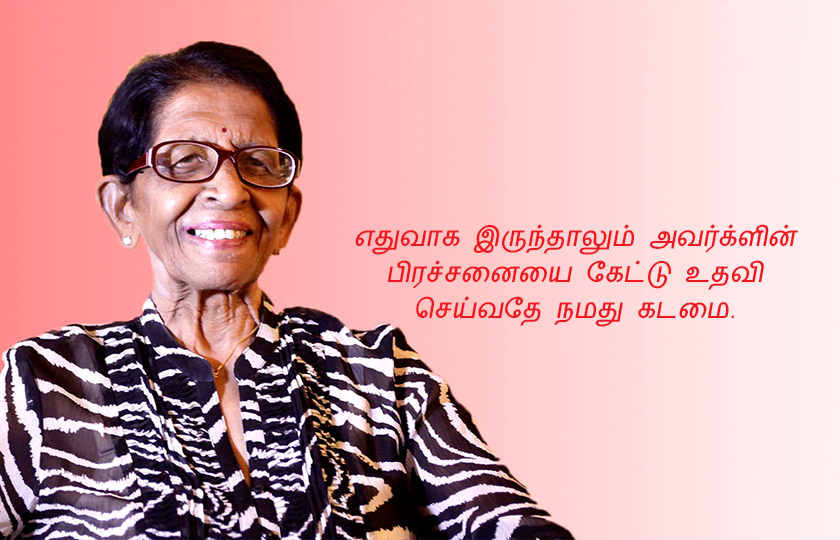 எதுவாக இருந்தாலும் அவர்க்ளின்
பிரச்சனையை கேட்டு உதவி
செய்வதே நமது கடமை.